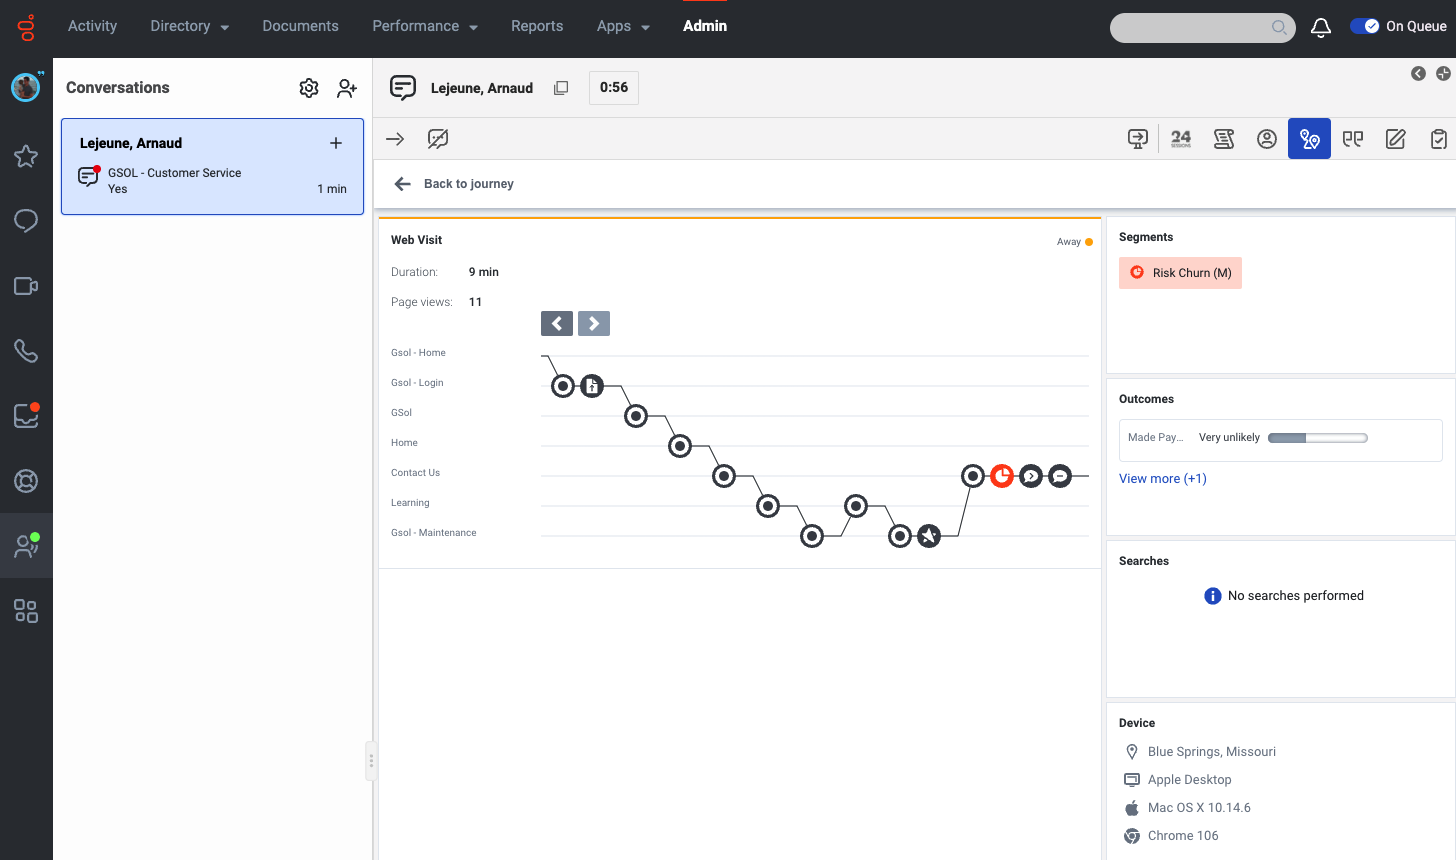 Activity Directory Documents Performance Reports Apps Admin On Queue
Conversations
Lejeune, Arnaud
GSOL - Customer Service
Yes 1 min
Lejeune, Arnaud 0:56
24
SESSIONS
Back to journey
Web Visit
Away
Duration: 9 min
Page views: 11
Gsol - Home
Gsol - Login
GSol
Home
Contact Us
Learning
Gsol - Maintenance
Segments
Risk Churn (M)
Outcomes
Made Pay... Very unlikely
View more (+1)
Searches
No searches performed
Device
Blue Springs, Missouri
Apple Desktop
Mac OS X 10.14.6
Chrome 106